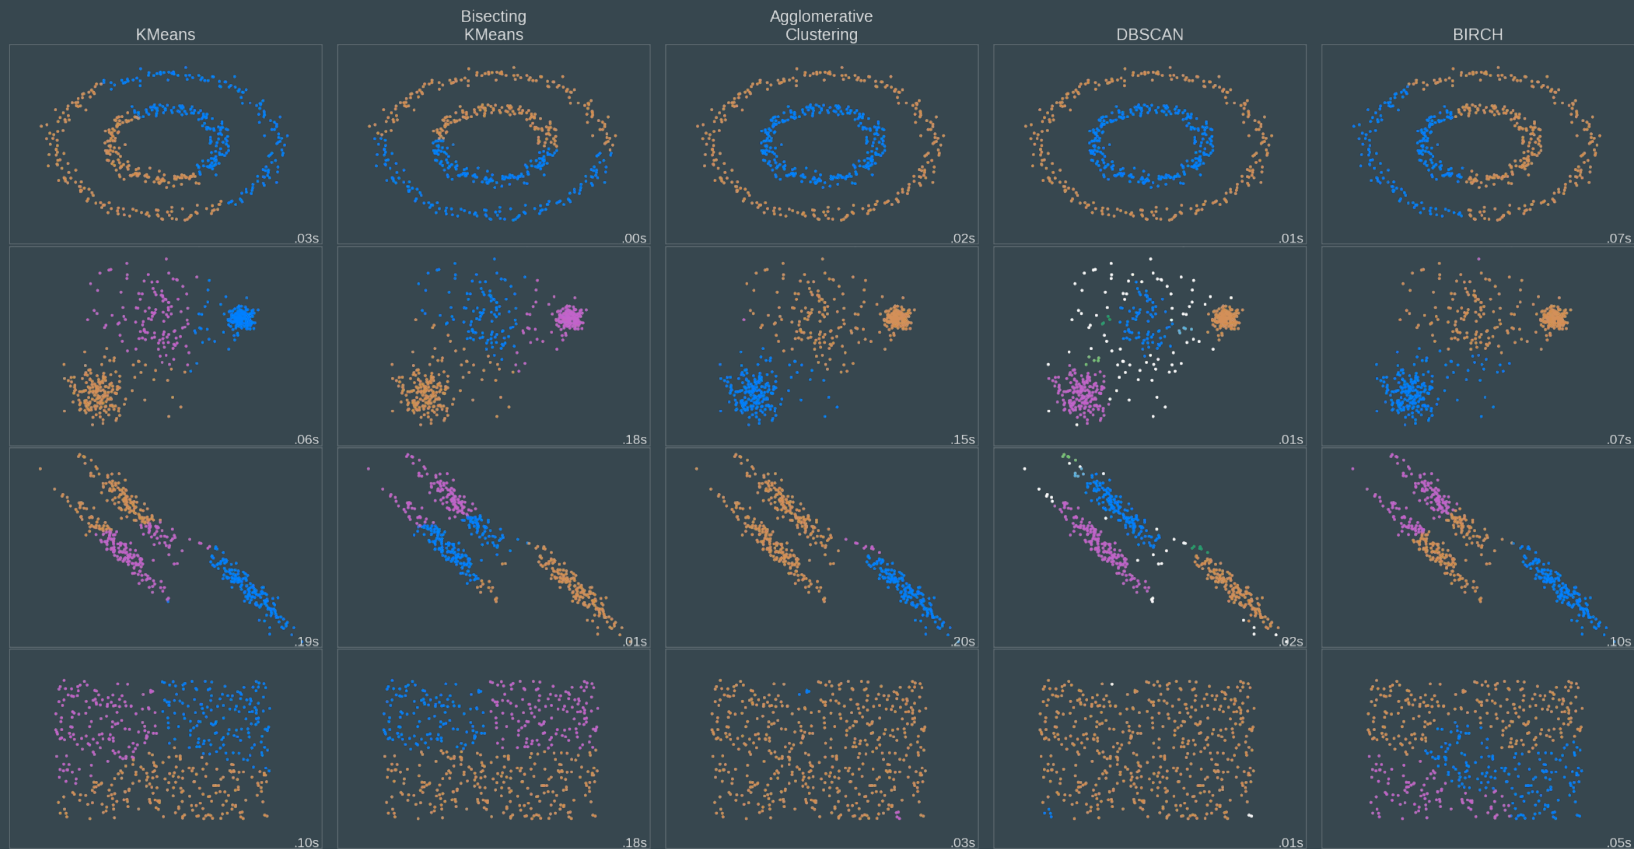 KMeans
Bisecting
KMeans
Agglomerative
Clustering
DBSCAN
BIRCH
.03s
.00s
.02s
.01s
.07s
.06s
.18s
.15s
.01s
.07s
.19s
.01s
.20s
.02s
.10s
.10s
.18s
.03s
.01s
.05s